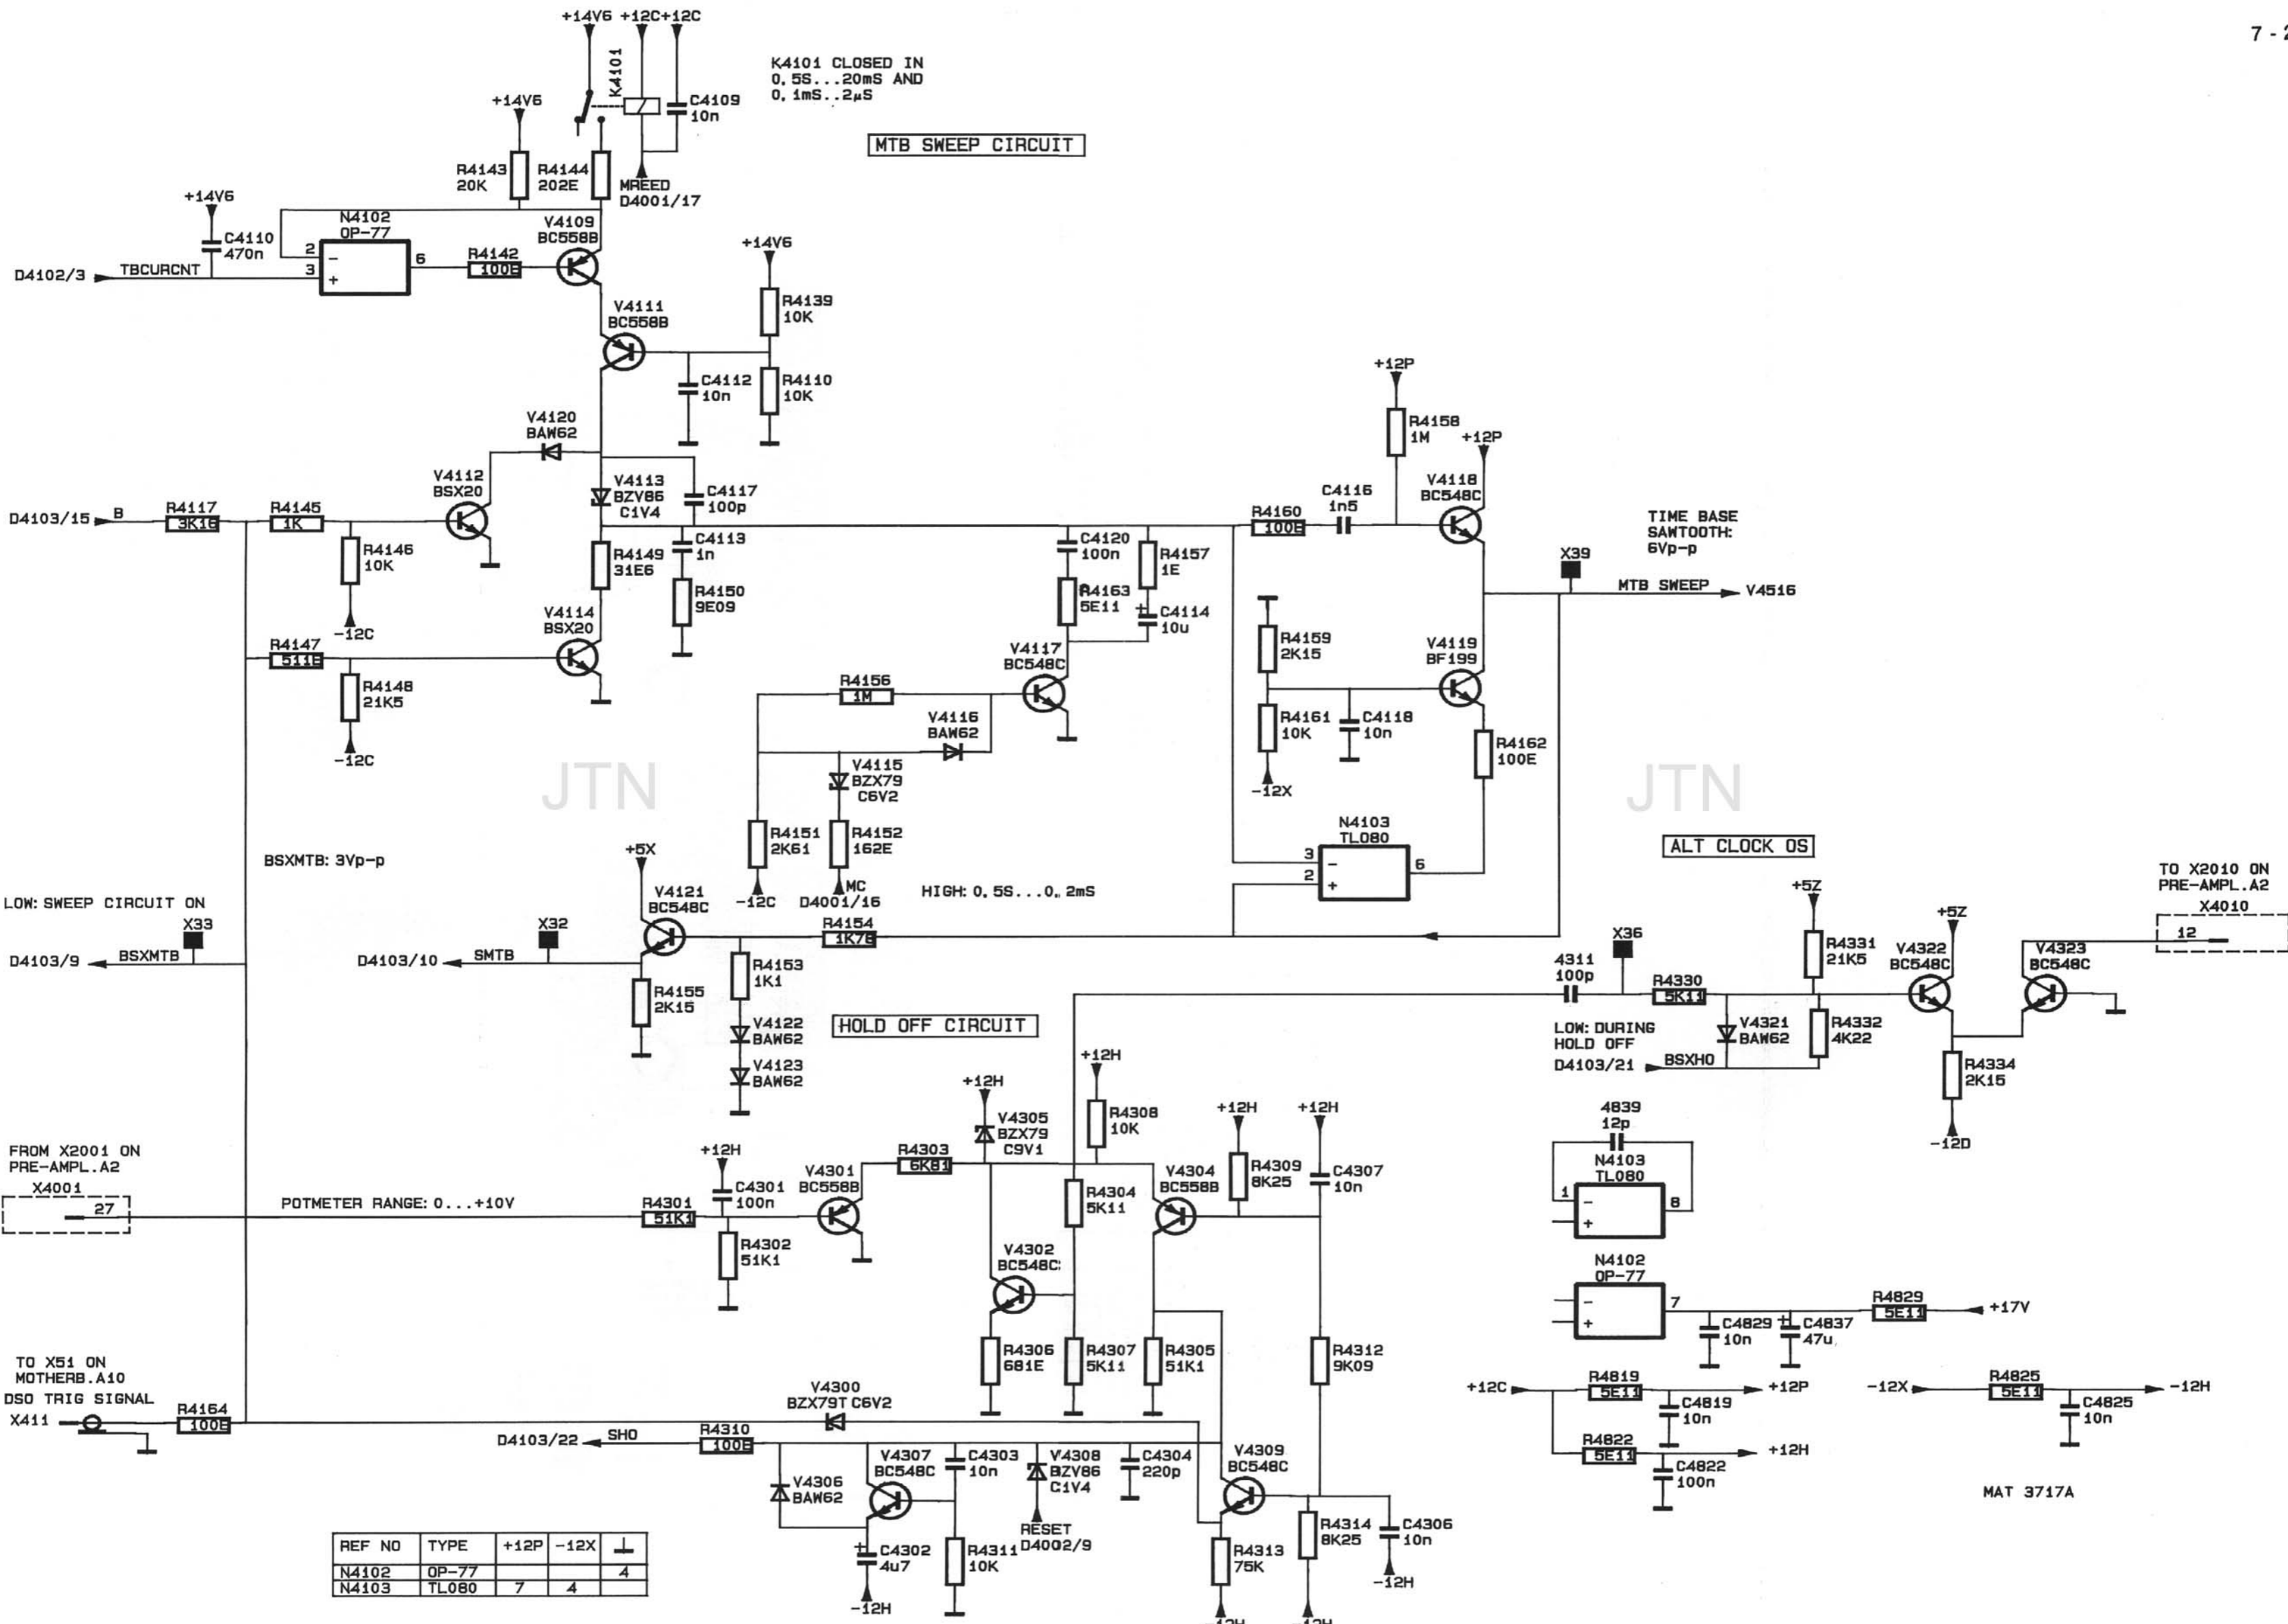 7 - 2
+14V6 +12C +12C
K4101
K4101 CLOSED IN
0,5S...20mS AND
0,1mS..2µS
C4109
10n
+14V6
MTB SWEEP CIRCUIT
R4143
20K
R4144
202E
MREED
D4001/17
+14V6
C4110
470n
N4102
OP-77
2
-
3
+
6
D4102/3
TBCURCNT
R4142
100E
V4109
BC558B
+14V6
V4111
BC558B
R4139
10K
C4112
10n
R4110
10K
+12P
R4158
1M
+12P
V4120
BAW62
V4112
BSX20
V4113
BZV86
C1V4
C4117
100p
C4116
1n5
V4118
BC548C
D4103/15
B
R4117
3K16
R4145
1K
R4160
100E
TIME BASE
SAWTOOTH:
6Vp-p
X39
MTB SWEEP
V4516
R4146
10K
-12C
R4149
31E6
C4113
1n
R4150
9E09
C4120
100n
R4157
1E
R4163
5E11
+
C4114
10u
V4114
BSX20
R4147
511E
R4148
21K5
-12C
R4159
2K15
V4119
BF199
V4117
BC548C
R4156
1M
V4116
BAW62
R4161
10K
C4118
10n
R4162
100E
-12X
V4115
BZX79
C6V2
JTN
JTN
R4151
2K61
R4152
162E
-12C
MC
D4001/16
HIGH: 0,5S...0,2mS
N4103
TL080
3
-
2
+
6
ALT CLOCK OS
BSXMTB: 3Vp-p
+5X
V4121
BC548C
LOW: SWEEP CIRCUIT ON
X33
D4103/9
BSXMTB
X32
D4103/10
SMTB
R4154
1K78
R4153
1K1
R4155
2K15
V4122
BAW62
V4123
BAW62
HOLD OFF CIRCUIT
X36
4311
100p
R4330
5K11
+5Z
R4331
21K5
+5Z
V4322
BC548C
V4323
BC548C
TO X2010 ON
PRE-AMPL.A2
X4010
12
LOW: DURING
HOLD OFF
D4103/21
BSXHO
V4321
BAW62
R4332
4K22
R4334
2K15
-12D
+12H
+12H
V4305
BZX79
C9V1
R4308
10K
+12H
+12H
FROM X2001 ON
PRE-AMPL.A2
X4001
27
POTMETER RANGE: 0...+10V
+12H
C4301
100n
R4301
51K1
R4302
51K1
V4301
BC558B
R4303
6K81
R4304
5K11
V4304
BC558B
R4309
8K25
C4307
10n
4839
12p
N4103
TL080
1
-
+
8
V4302
BC548C
N4102
OP-77
-
+
7
R4829
5E11
+17V
C4829
10n
+
C4837
47u
R4306
681E
R4307
5K11
R4305
51K1
R4312
9K09
TO X51 ON
MOTHERB.A10
DSO TRIG SIGNAL
X411
R4164
100E
V4300
BZX79T C6V2
+12C
R4819
5E11
+12P
C4819
10n
-12X
R4825
5E11
-12H
C4825
10n
R4822
5E11
+12H
C4822
100n
D4103/22
SHO
R4310
100E
V4306
BAW62
V4307
BC548C
C4303
10n
V4308
BZV86
C1V4
C4304
220p
V4309
BC548C
MAT 3717A
RESET
D4002/9
+
C4302
4u7
-12H
R4311
10K
R4313
75K
R4314
8K25
C4306
10n
-12H
-12H
-12H
REF NO TYPE +12P -12X
N4102 OP-77 4
N4103 TL080 7 4